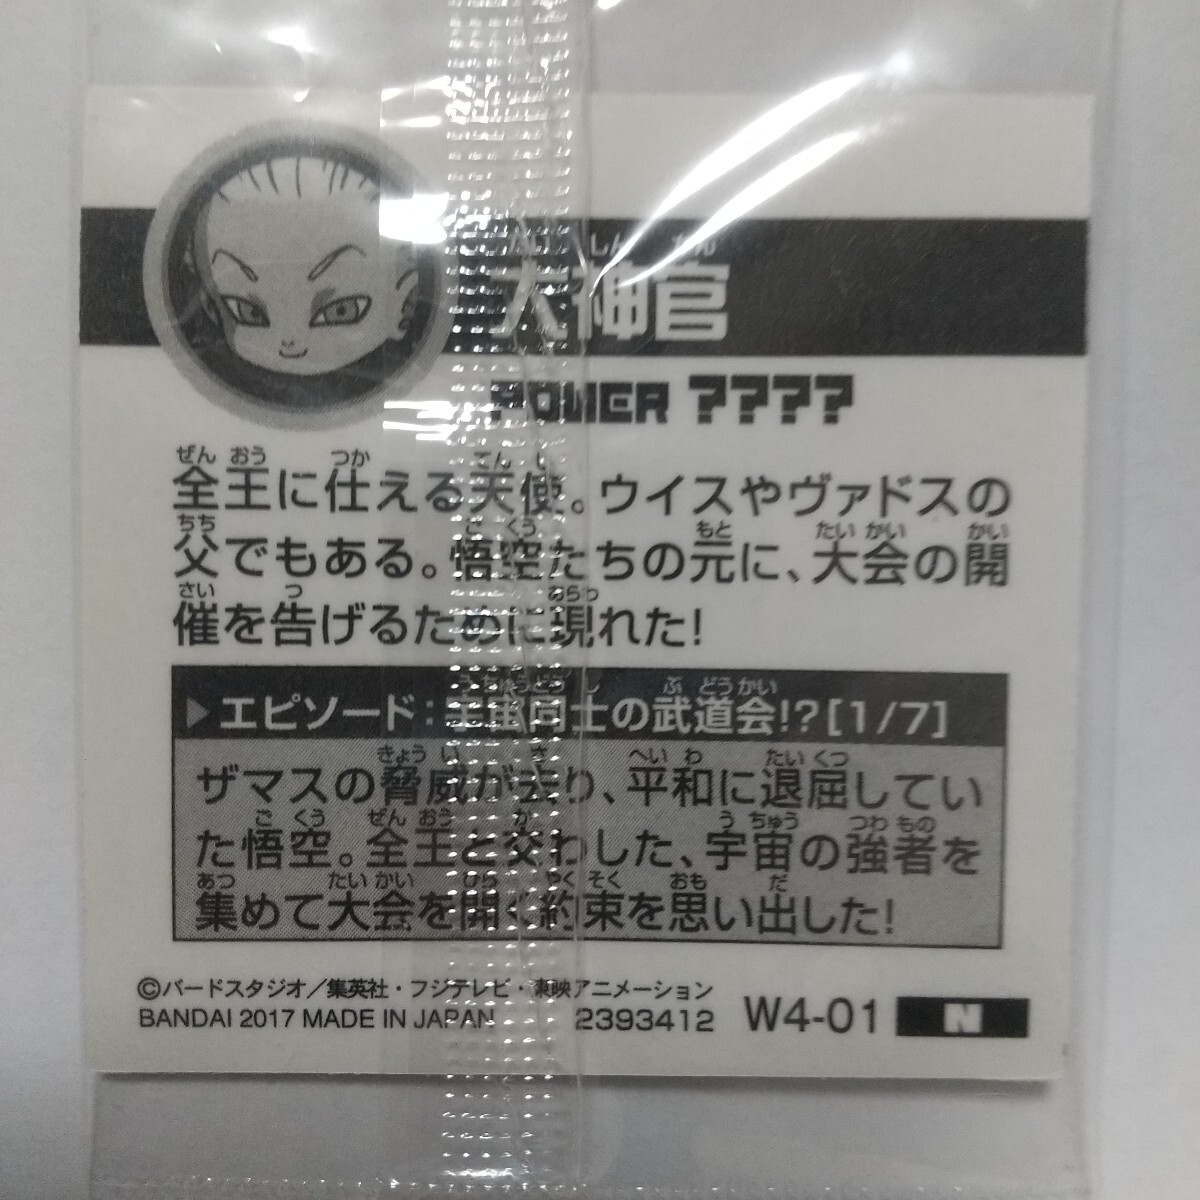 大神官
POWER ????
全王に仕える天使。ウイスやヴァドスの
父でもある。悟空たちの元に、大会の開
催を告げるために現れた!
▶エピソード:宇宙同士の武道会!?[1/7]
ザマスの脅威が去り、平和に退屈してい
た悟空。全王と交わした、宇宙の強者を
集めて大会を開く約束を思い出した!
©バードスタジオ/集英社・フジテレビ・東映アニメーション
BANDAI 2017 MADE IN JAPAN 2393412 W4-01 N